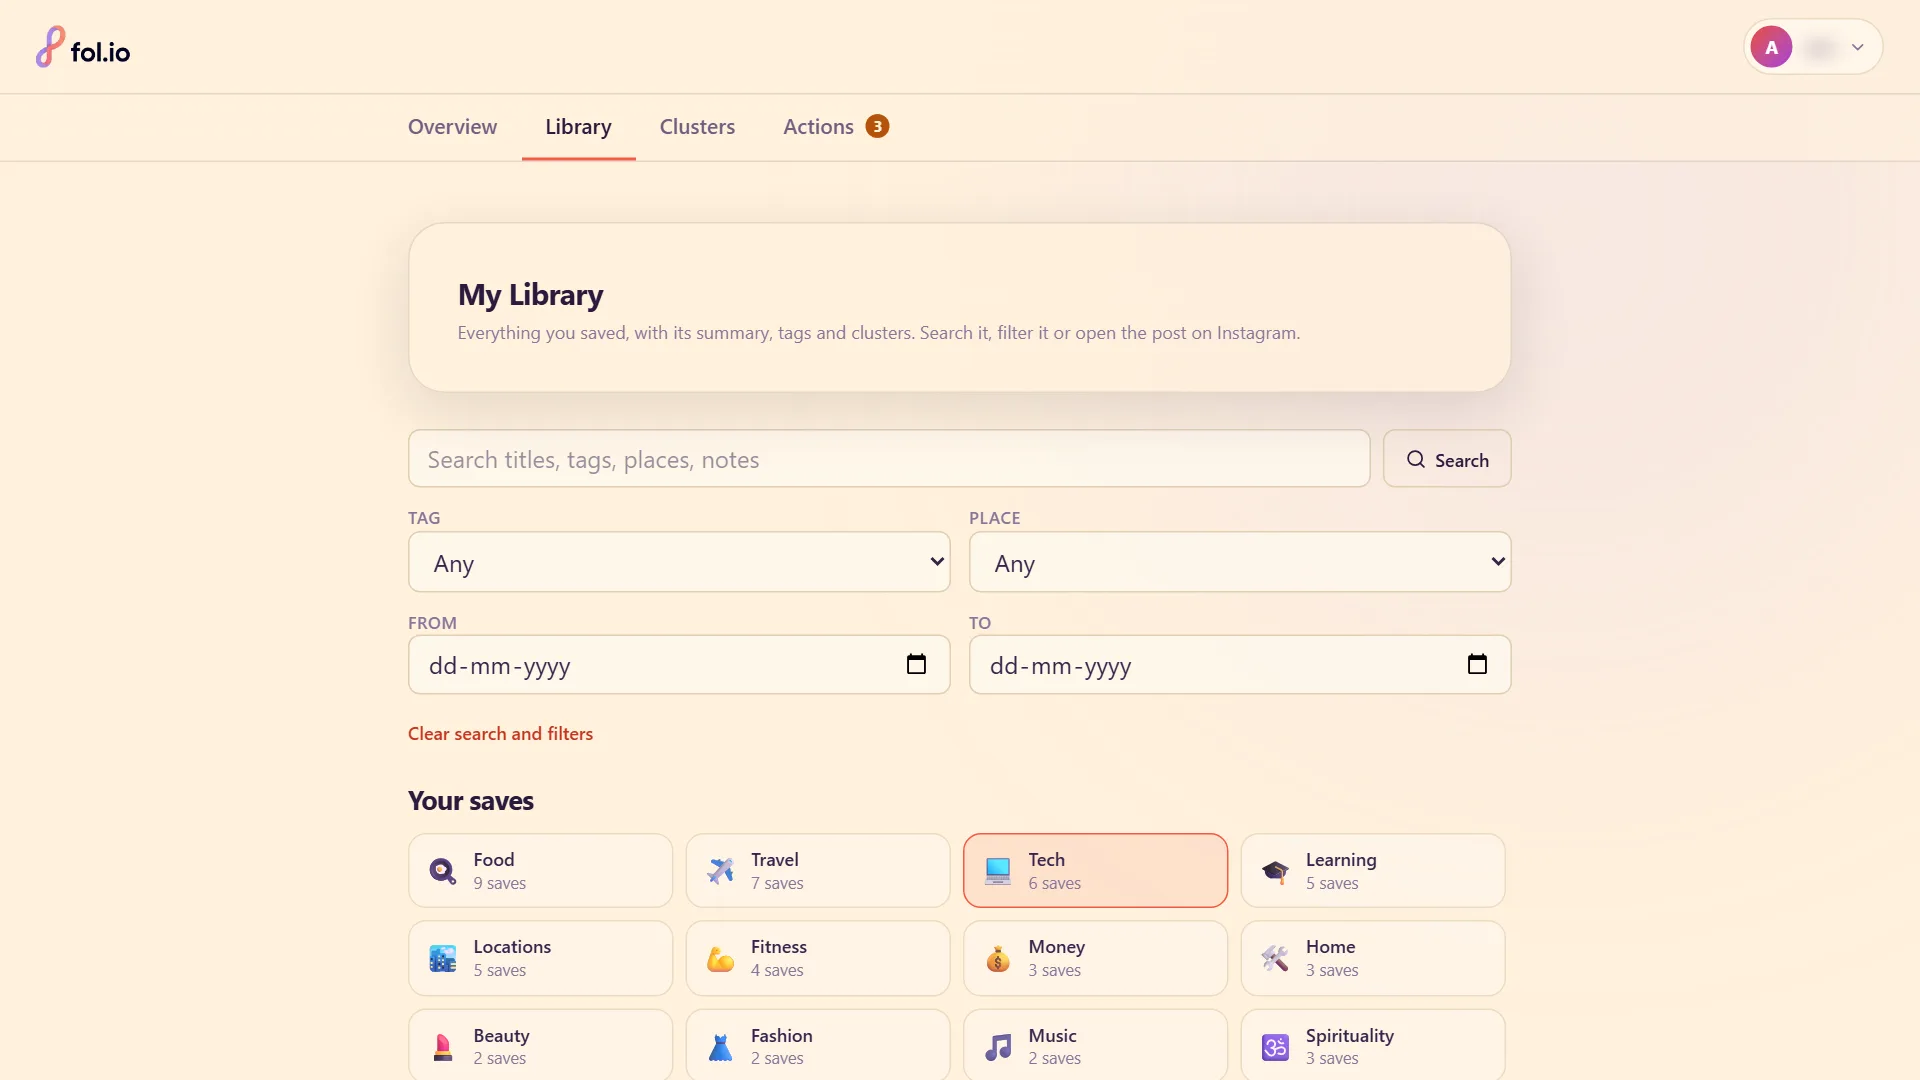 fol.io
A
Overview
Library
Clusters
Actions 3
My Library
Everything you saved, with its summary, tags and clusters. Search it, filter it or open the post on Instagram.
Search titles, tags, places, notes
Search
TAG
PLACE
Any
Any
FROM
TO
dd-mm-yyyy
dd-mm-yyyy
Clear search and filters
Your saves
Food
9 saves
Travel
7 saves
Tech
6 saves
Learning
5 saves
Locations
5 saves
Fitness
4 saves
Money
3 saves
Home
3 saves
Beauty
2 saves
Fashion
2 saves
Music
2 saves
Spirituality
3 saves